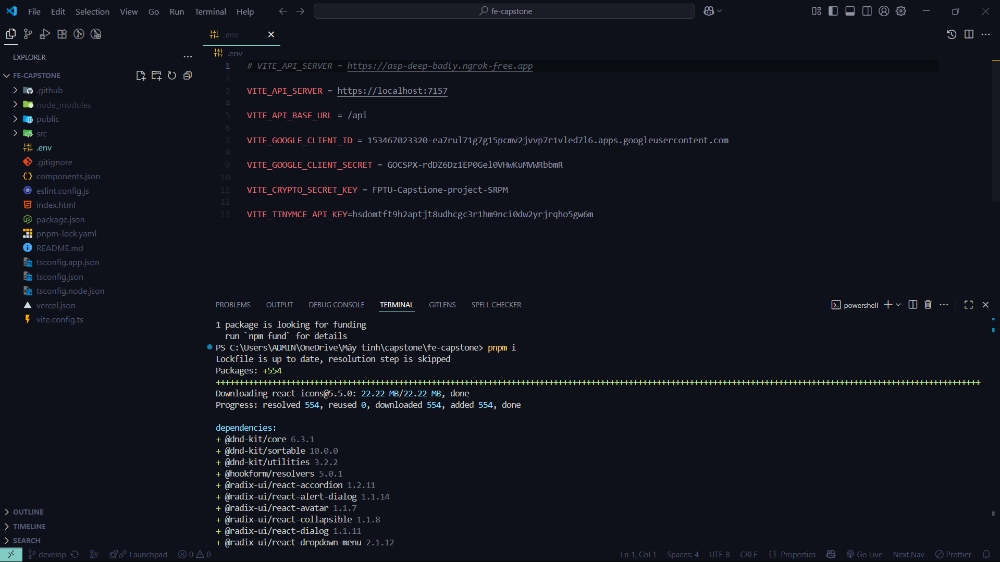 File Edit Selection View Go Run Terminal Help
fe-capstone
.env
EXPLORER
.env
FE-CAPSTONE
.github
node_modules
public
src
.env
.gitignore
components.json
eslint.config.js
index.html
package.json
pnpm-lock.yaml
README.md
tsconfig.app.json
tsconfig.json
tsconfig.node.json
vercel.json
vite.config.ts
OUTLINE
TIMELINE
SEARCH
1 # VITE_API_SERVER = https://asp-deep-badly.ngrok-free.app
2
3 VITE_API_SERVER = https://localhost:7157
4
5 VITE_API_BASE_URL = /api
6
7 VITE_GOOGLE_CLIENT_ID = 153467023320-ea7rul71g7g15pcmv2jvvp7r1vled7l6.apps.googleusercontent.com
8
9 VITE_GOOGLE_CLIENT_SECRET = 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
10
11 VITE_CRYPTO_SECRET_KEY = FPTU-Capstione-project-SRPM
12
13 VITE_TINYMCE_API_KEY=hsdomtft9h2aptjt8udhcgc3r1hm9nci0dw2yrjrqho5gw6m
PROBLEMS OUTPUT DEBUG CONSOLE TERMINAL GITLENS SPELL CHECKER
powershell
1 package is looking for funding
run `npm fund` for details
PS C:\Users\ADMIN\OneDrive\Máy tính\capstone\fe-capstone> pnpm i
Lockfile is up to date, resolution step is skipped
Packages: +554
++++++++++++++++++++++++++++++++++++++++++++++++++++++++++++++++++++++++++++++++++++++++++++++++++++++++++++++++++++++++++++++++++++++++++++++++++++++++++++++++++
Downloading react-icons@5.5.0: 22.22 MB/22.22 MB, done
Progress: resolved 554, reused 0, downloaded 554, added 554, done
dependencies:
+ @dnd-kit/core 6.3.1
+ @dnd-kit/sortable 10.0.0
+ @dnd-kit/utilities 3.2.2
+ @hookform/resolvers 5.0.1
+ @radix-ui/react-accordion 1.2.11
+ @radix-ui/react-alert-dialog 1.1.14
+ @radix-ui/react-avatar 1.1.7
+ @radix-ui/react-collapsible 1.1.8
+ @radix-ui/react-dialog 1.1.11
+ @radix-ui/react-dropdown-menu 2.1.12
develop Launchpad 0 0 Ln 1, Col 1 Spaces: 4 UTF-8 CRLF {} Properties Go Live Next.Nav Prettier